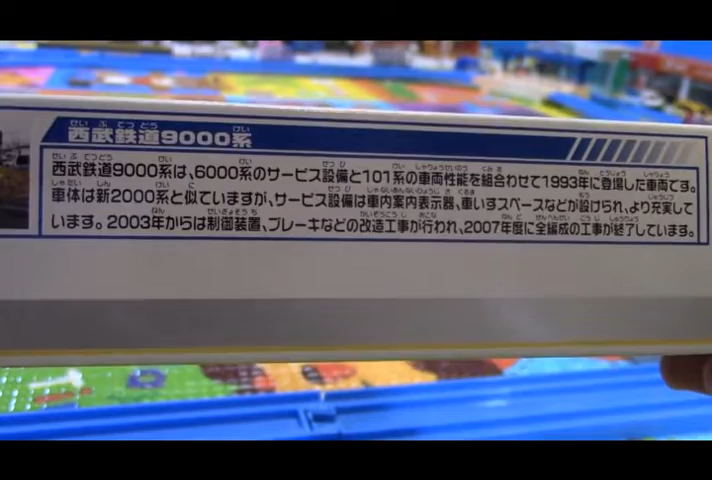 西武鉄道9000系
西武鉄道9000系は、6000系のサービス設備と101系の車両性能を組合わせて1993年に登場した車両です。
車体は新2000系と似ていますが、サービス設備は車内案内表示器、車いすスペースなどが設けられ、より充実して
います。2003年からは制御装置、ブレーキなどの改造工事が行われ、2007年度に全編成の工事が終了しています。